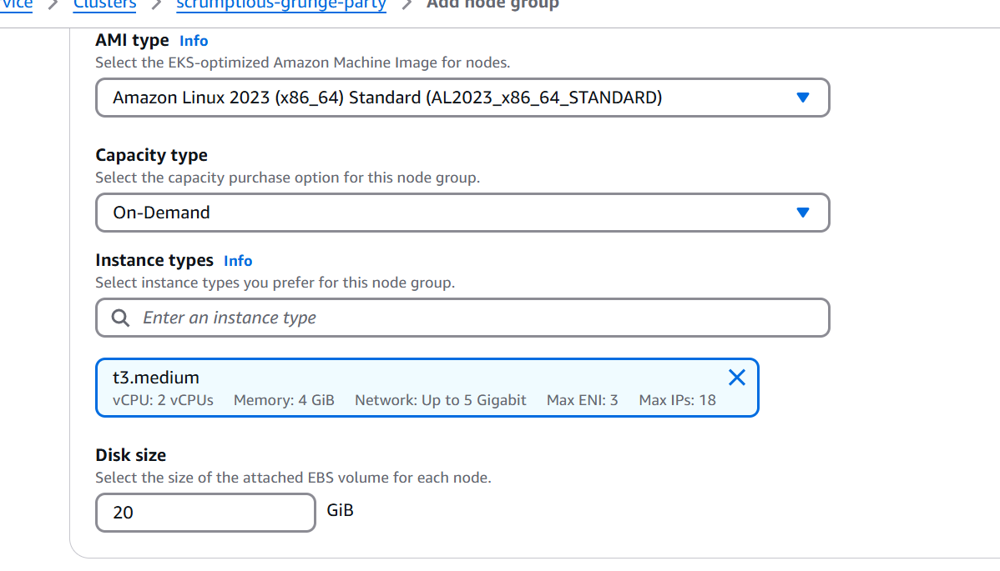 vice > Clusters > scrumptious-grunge-party > Add node group
AMI type Info
Select the EKS-optimized Amazon Machine Image for nodes.
Amazon Linux 2023 (x86_64) Standard (AL2023_x86_64_STANDARD)
Capacity type
Select the capacity purchase option for this node group.
On-Demand
Instance types Info
Select instance types you prefer for this node group.
Enter an instance type
t3.medium
vCPU: 2 vCPUs Memory: 4 GiB Network: Up to 5 Gigabit Max ENI: 3 Max IPs: 18
Disk size
Select the size of the attached EBS volume for each node.
20 GiB